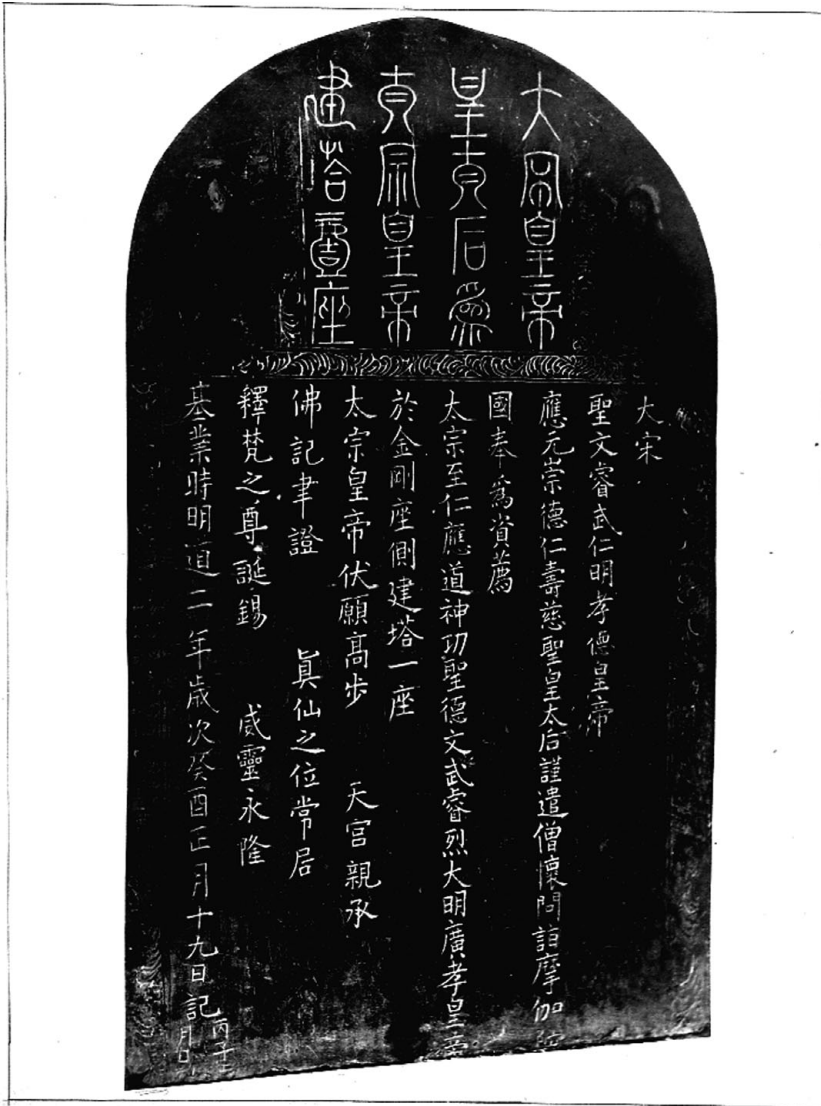 大宋皇帝
皇太后爲
太宗皇帝
建塔壹座
大宋
聖文睿武仁明孝德皇帝
應元崇德仁壽慈聖皇太后謹遣僧懷問詣摩伽陁
國奉爲資薦
太宗至仁應道神功聖德文武睿烈大明廣孝皇帝
於金剛座側建塔一座
太宗皇帝伏願高步 天宮親承
佛記聿證 眞仙之位常居
釋梵之尊誕錫 威靈永隆
基業時明道二年歲次癸酉正月十九日記